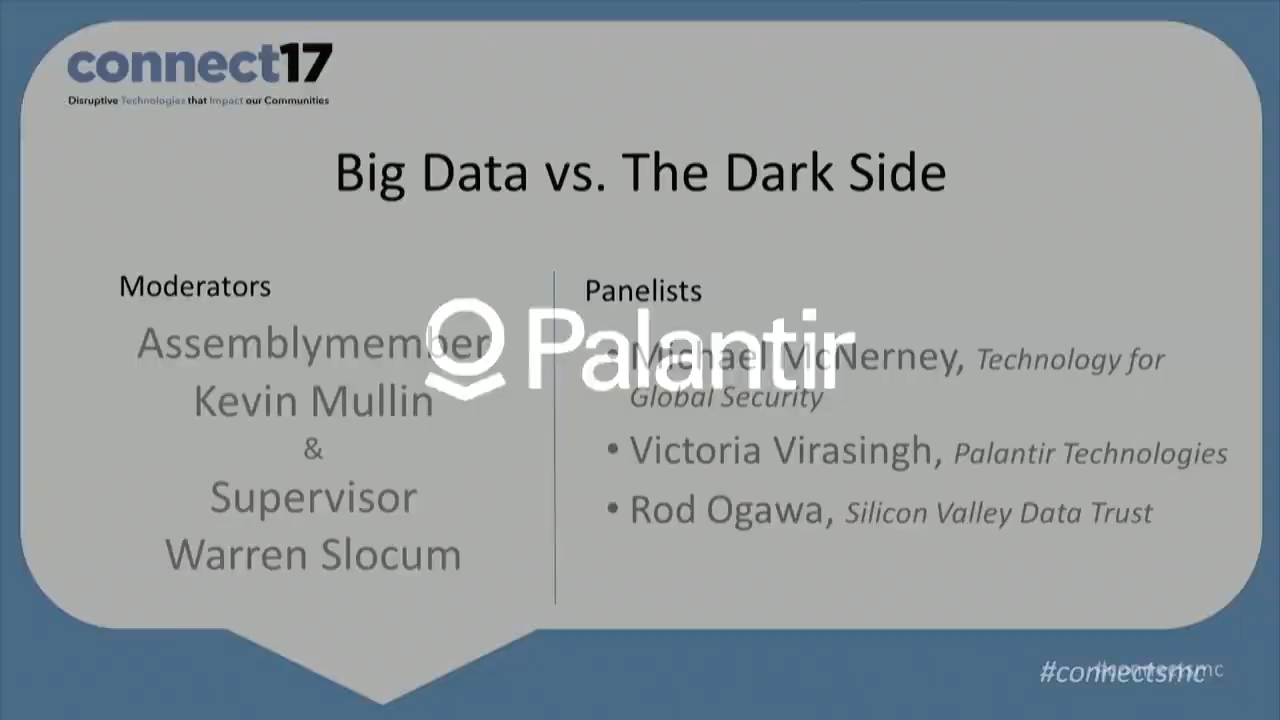 connect17
Disruptive Technologies that Impact our Communities
Big Data vs. The Dark Side
Moderators
Assemblymember
Kevin Mullin
&
Supervisor
Warren Slocum
Panelists
• Michael McNerney, Technology for
Global Security
• Victoria Virasingh, Palantir Technologies
• Rod Ogawa, Silicon Valley Data Trust
Palantir
#connectsmc